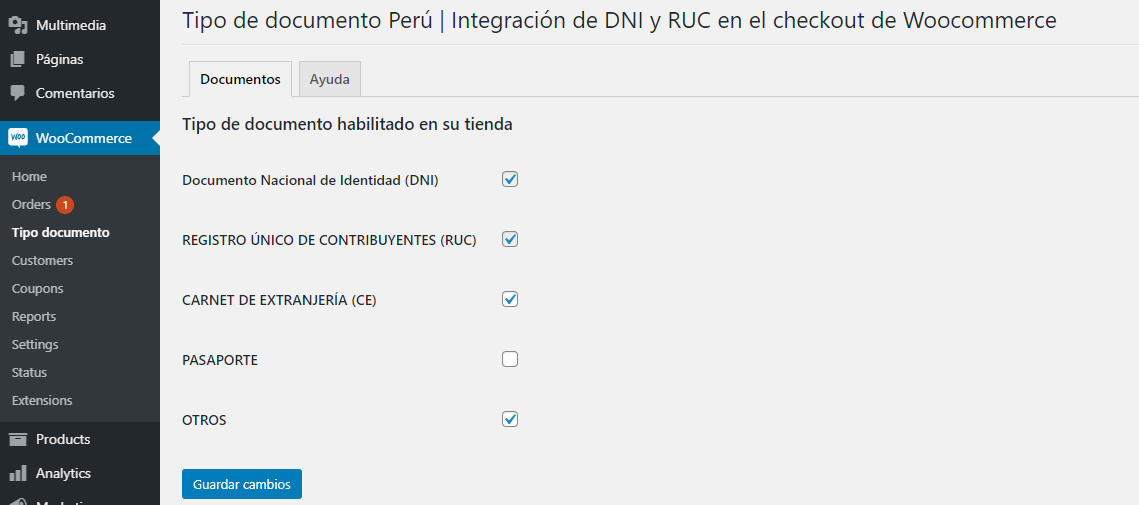 Multimedia
Páginas
Comentarios
WOO WooCommerce
Home
Orders 1
Tipo documento
Customers
Coupons
Reports
Settings
Status
Extensions
Products
Analytics
Tipo de documento Perú | Integración de DNI y RUC en el checkout de Woocommerce
Documentos Ayuda
Tipo de documento habilitado en su tienda
Documento Nacional de Identidad (DNI)
REGISTRO ÚNICO DE CONTRIBUYENTES (RUC)
CARNET DE EXTRANJERÍA (CE)
PASAPORTE
OTROS
Guardar cambios